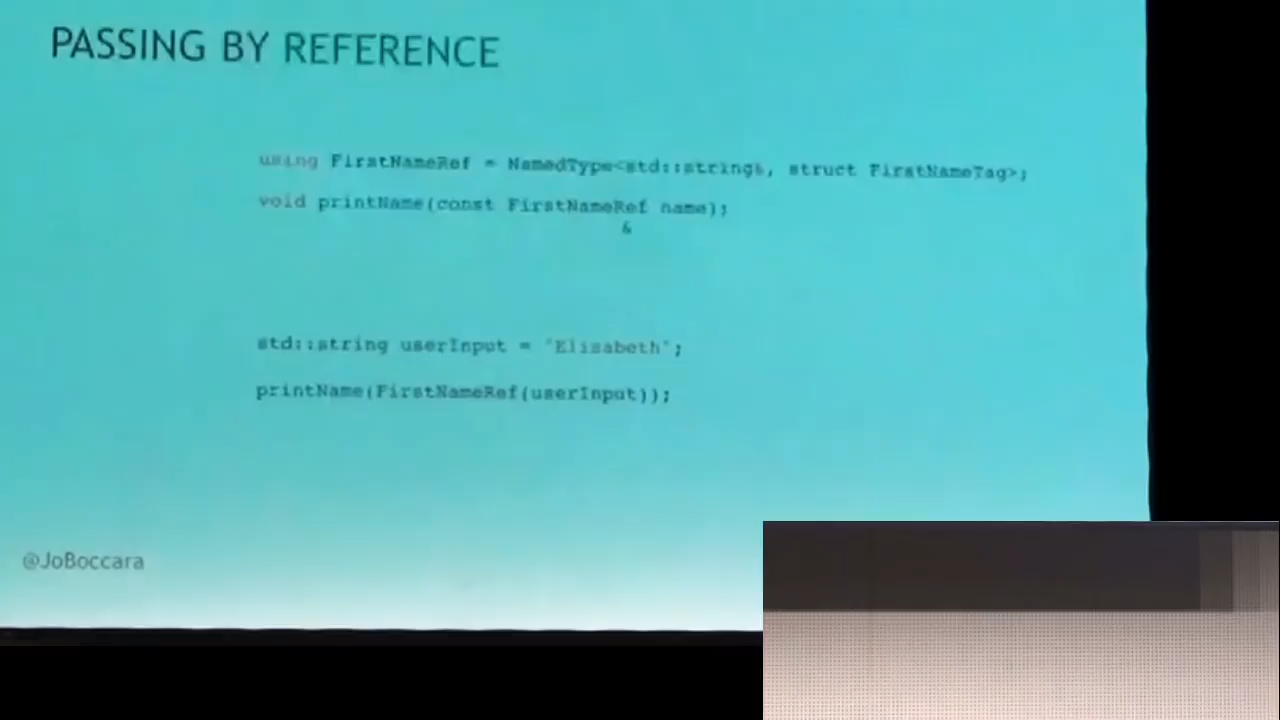 PASSING BY REFERENCE
using FirstNameRef = NamedType<std::string&, struct FirstNameTag>;
void printName(const FirstNameRef name);
&
std::string userInput = "Elisabeth";
printName(FirstNameRef(userInput));
@JoBoccara